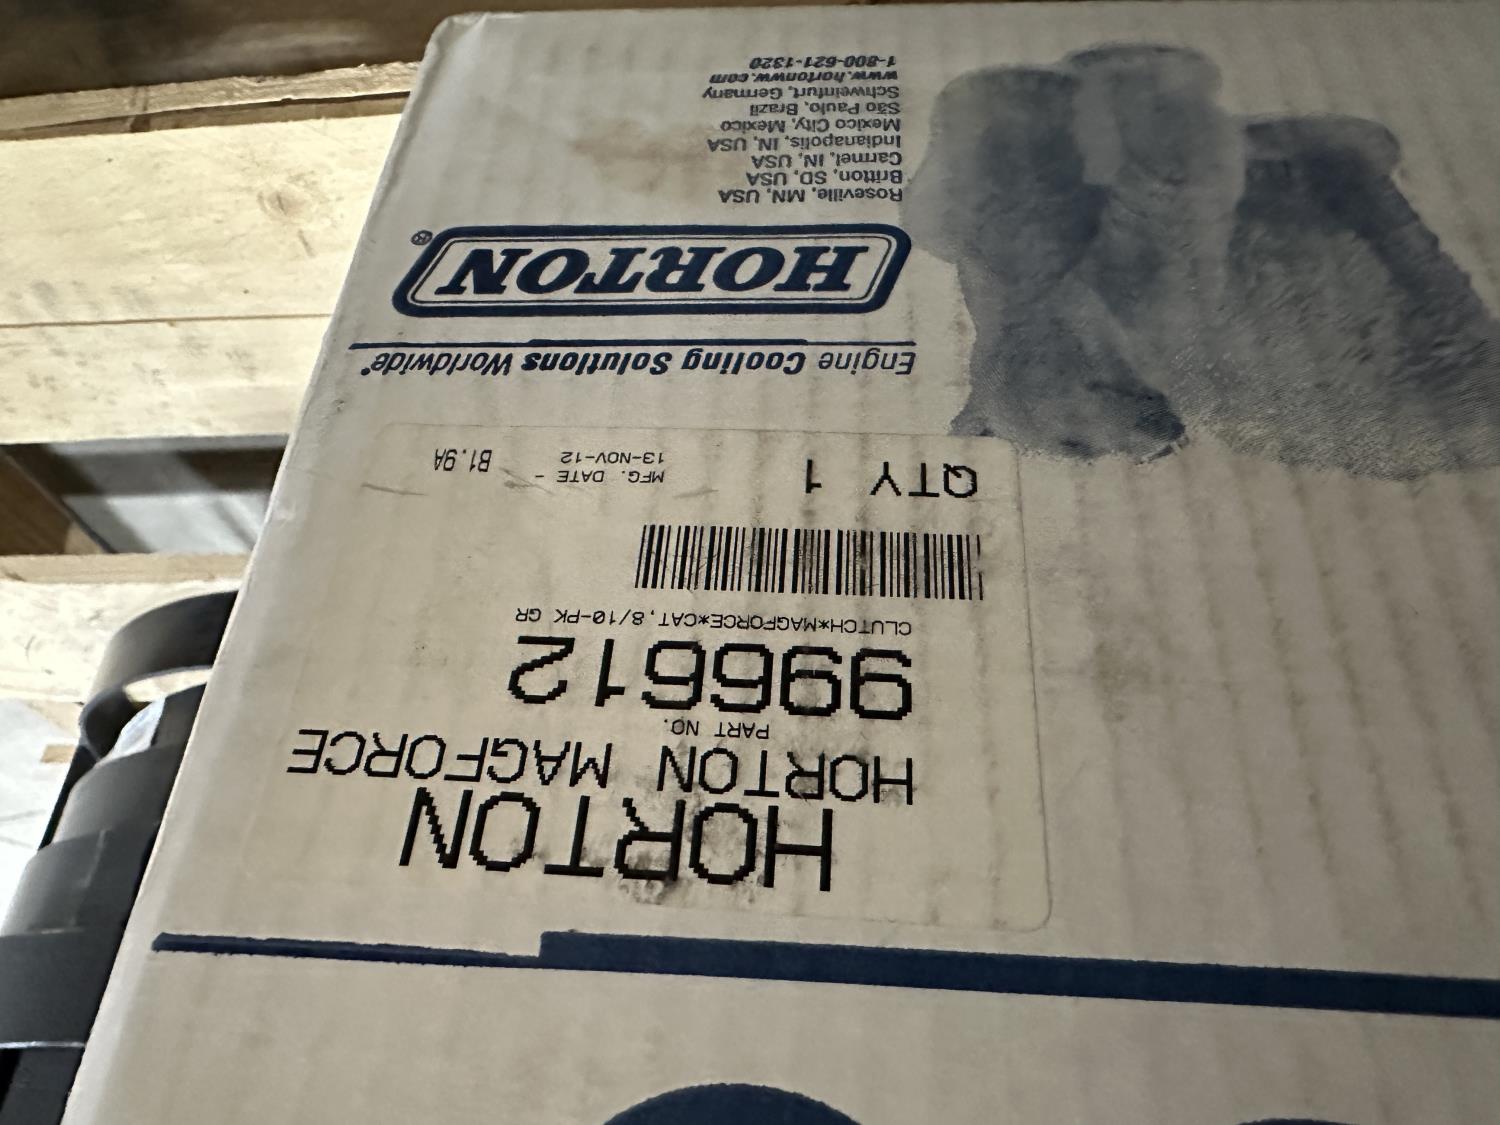 HORTON
HORTON MAGFORCE
PART NO.
996612
CLUTCH*MAGFORCE*CAT,8/10-PK GR
QTY 1
MFG. DATE -
13-NOV-12
B1.9A
Engine Cooling Solutions Worldwide®
HORTON®
Roseville, MN, USA
Britton, SD, USA
Carmel, IN, USA
Indianapolis, IN, USA
Mexico City, Mexico
São Paulo, Brazil
Schweinfurt, Germany
www.hortonww.com
1-800-621-1320